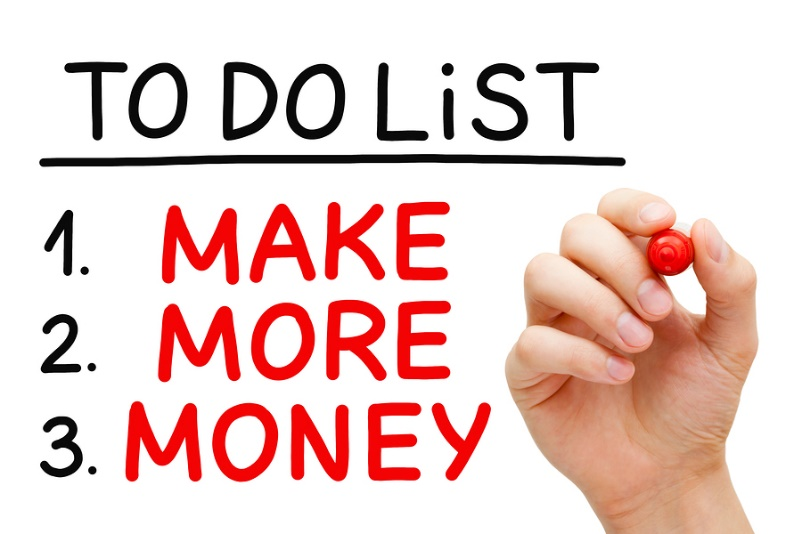 TO DO LiST
1. MAKE
2. MORE
3. MONEY